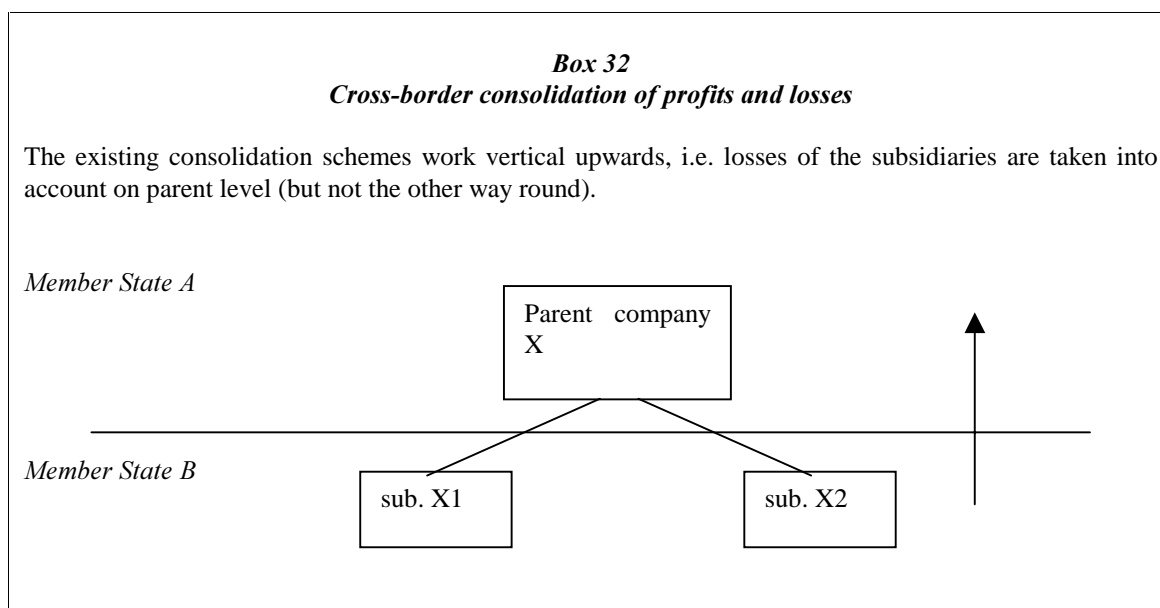 Box 32
Cross-border consolidation of profits and losses
The existing consolidation schemes work vertical upwards, i.e. losses of the subsidiaries are taken into
account on parent level (but not the other way round).
Member State A
Parent company
X
Member State B
sub. X1
sub. X2